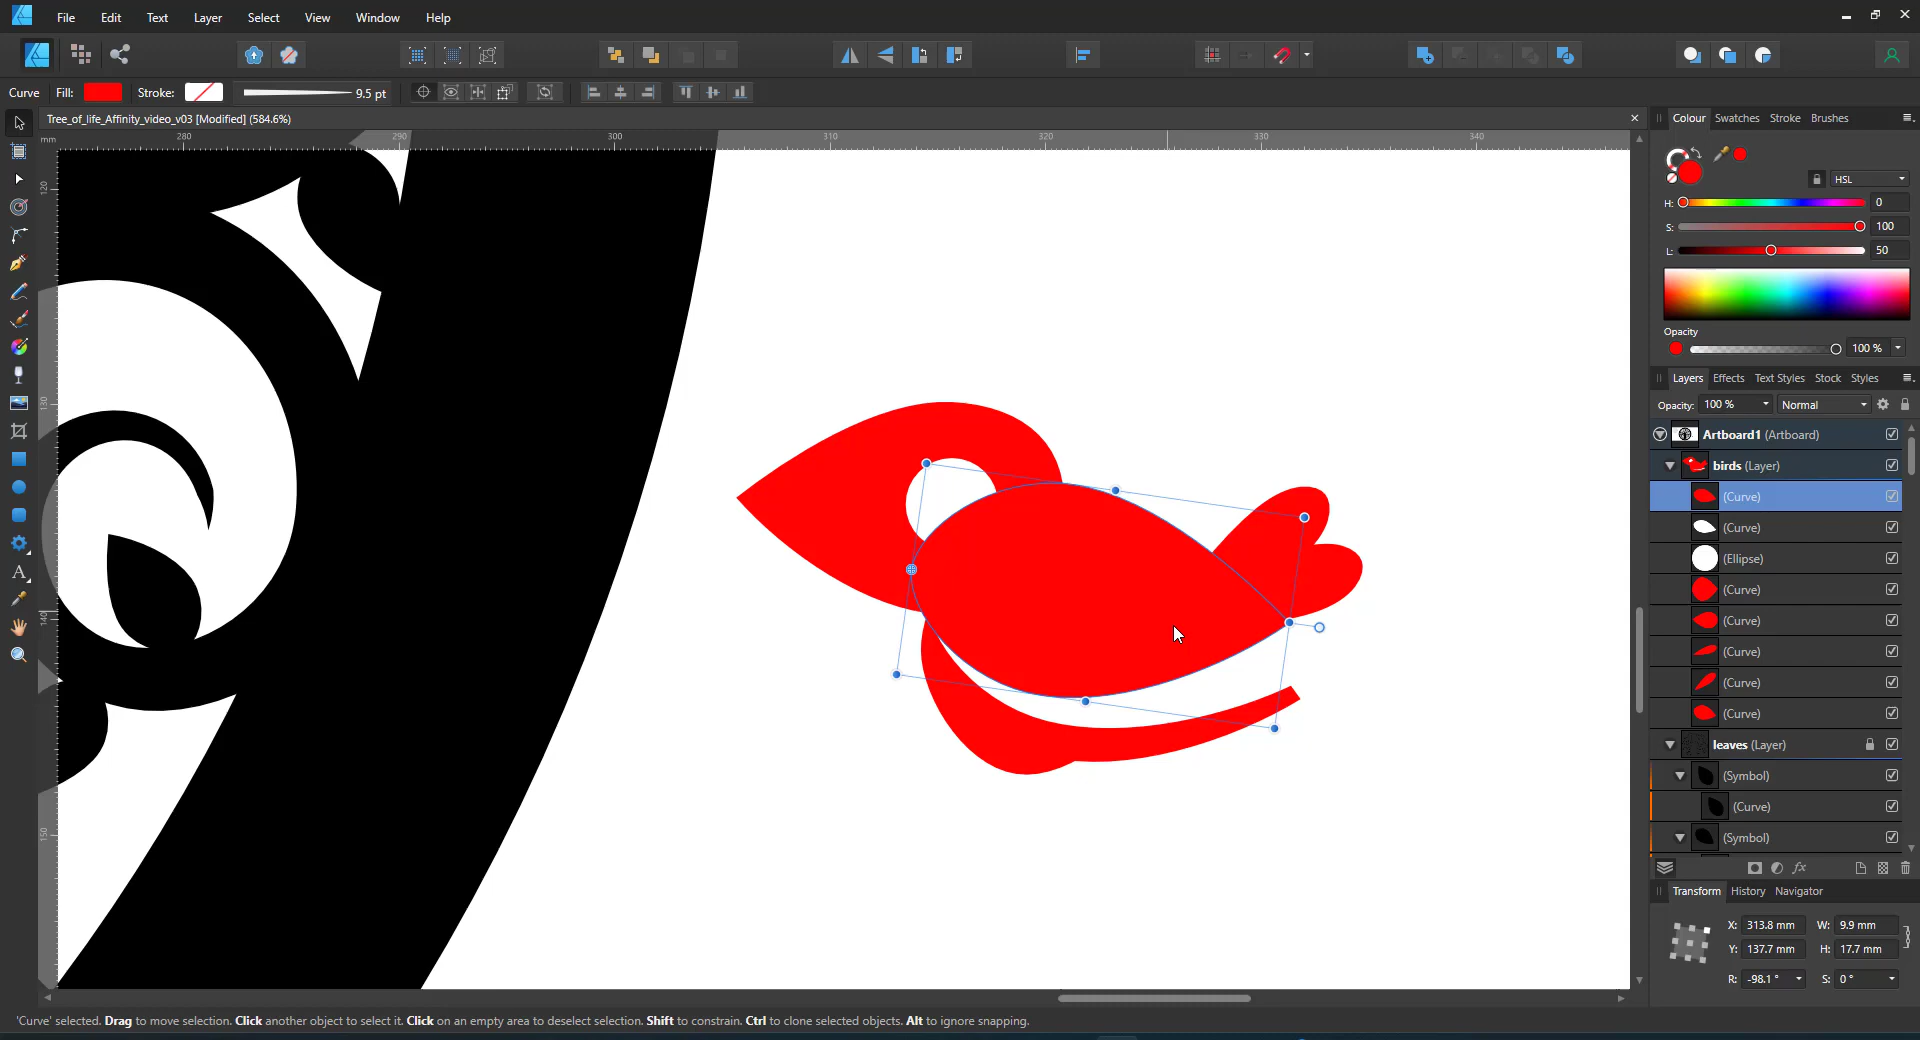 File Edit Text Layer Select View Window Help
Curve Fill: Stroke: 9.5 pt
Tree_of_life_Affinity_video_v03 [Modified] (584.6%)
mm 280 290 300 310 320 330 340
120
130
140
150
Colour Swatches Stroke Brushes
HSL
H: 0
S: 100
L: 50
Opacity
100 %
Layers Effects Text Styles Stock Styles
Opacity: 100 % Normal
Artboard1 (Artboard)
birds (Layer)
(Curve)
(Curve)
(Ellipse)
(Curve)
(Curve)
(Curve)
(Curve)
(Curve)
leaves (Layer)
(Symbol)
(Curve)
(Symbol)
fx
Transform History Navigator
X: 313.8 mm W: 9.9 mm
Y: 137.7 mm H: 17.7 mm
R: -98.1 ° S: 0 °
'Curve' selected. Drag to move selection. Click another object to select it. Click on an empty area to deselect selection. Shift to constrain. Ctrl to clone selected objects. Alt to ignore snapping.